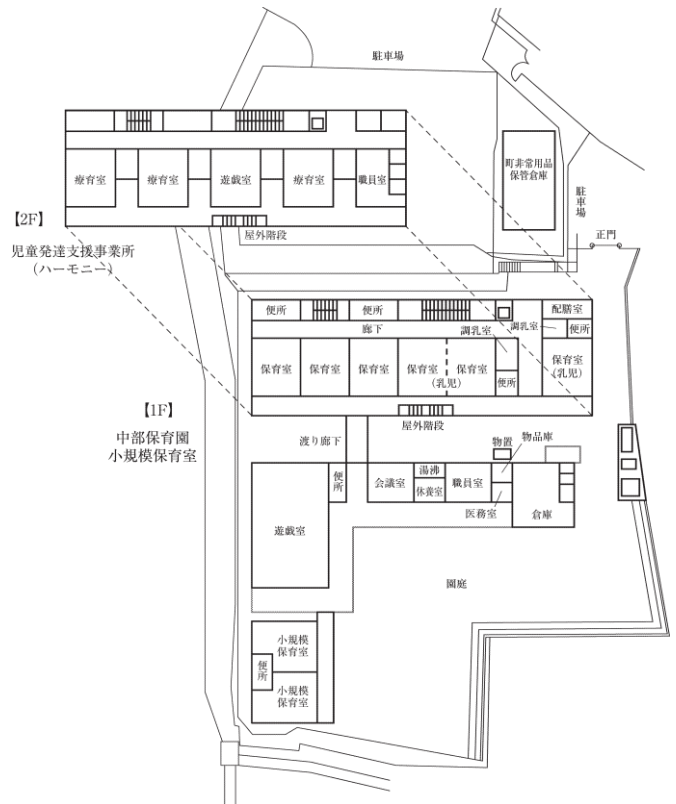 駐車場
町非常用品
保管倉庫
駐車場
正門
療育室
療育室
遊戯室
療育室
職員室
【2F】
屋外階段
児童発達支援事業所
（ハーモニー）
便所
便所
配膳室
廊下
調乳室
調乳室
便所
保育室
保育室
保育室
保育室
保育室
（乳児）
便所
保育室
（乳児）
【1F】
中部保育園
小規模保育室
屋外階段
渡り廊下
物置
物品庫
便所
会議室
湯沸
休養室
職員室
医務室
倉庫
遊戯室
園庭
小規模
保育室
便所
小規模
保育室